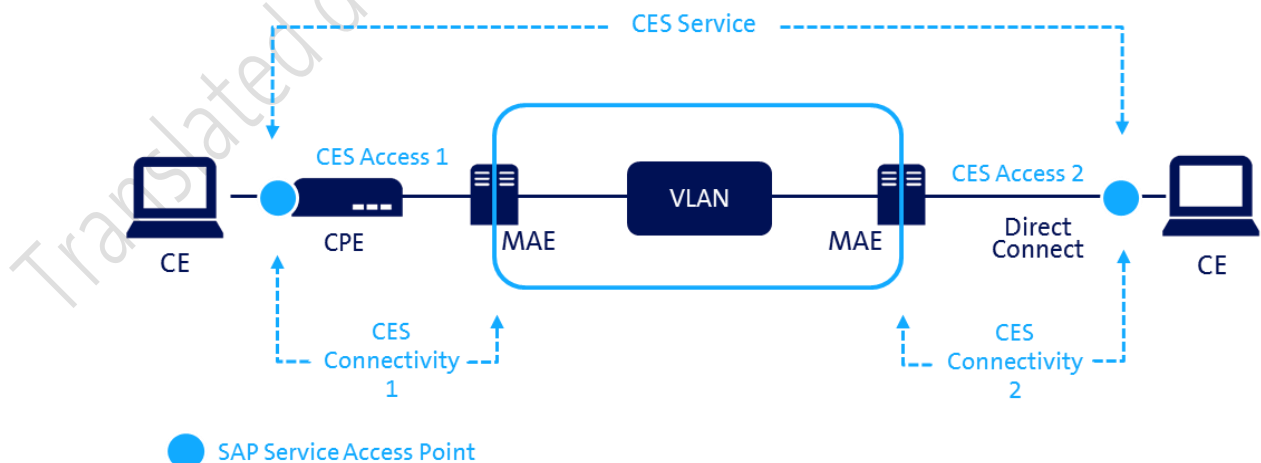 CES Service
CES Access 1
CES Access 2
VLAN
CPE
MAE
MAE
Direct
Connect
CE
CE
CES
Connectivity
1
CES
Connectivity
2
SAP Service Access Point
Translated